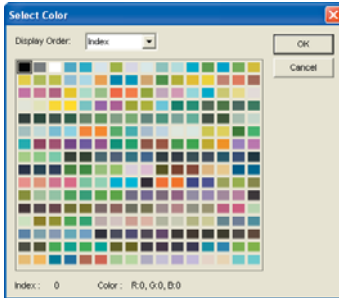 Select Color
Display Order: Index
OK
Cancel
Index : 0 Color : R:0, G:0, B:0